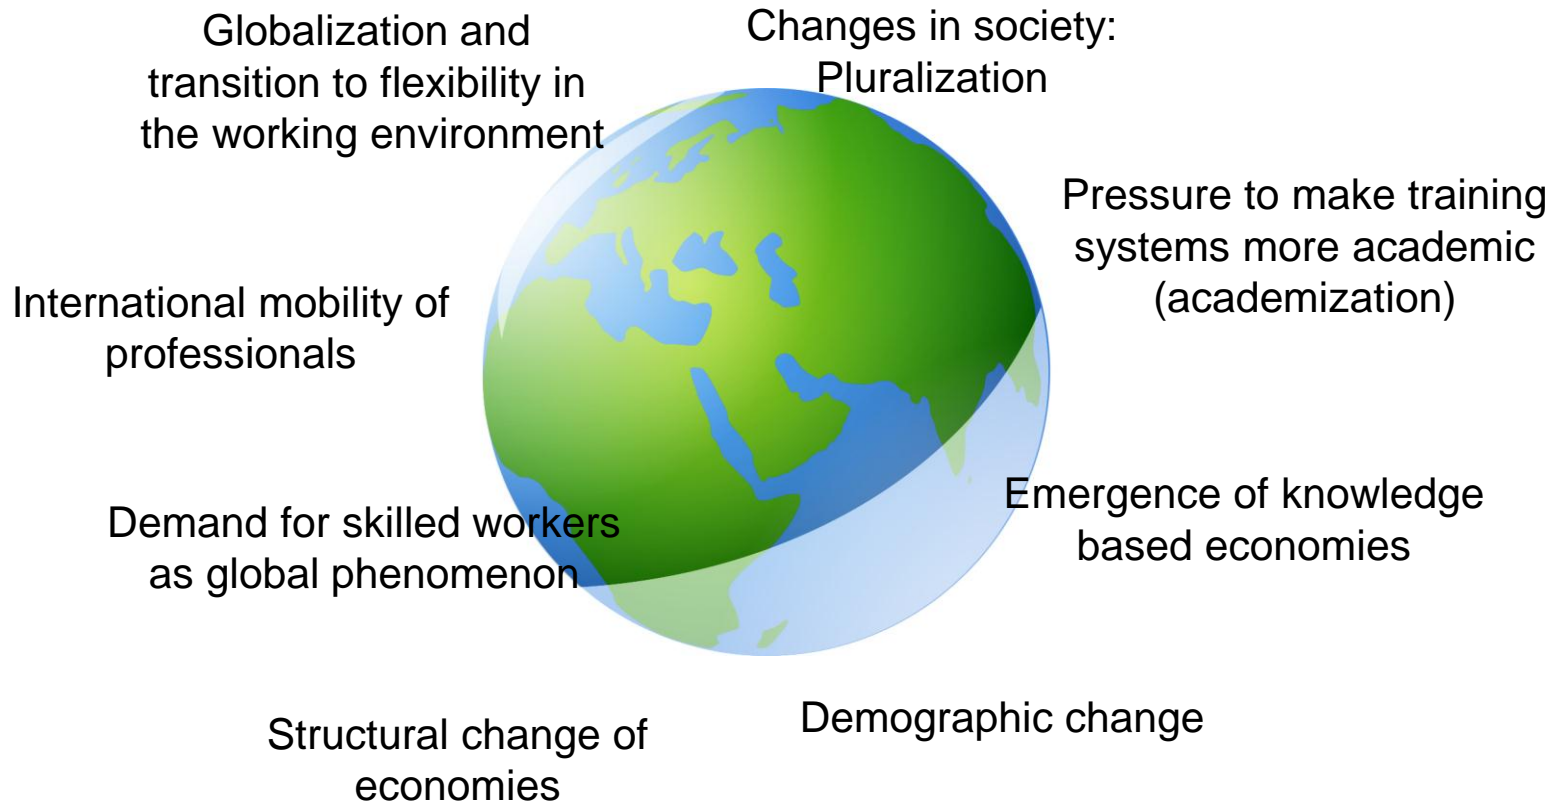 Globalization and
transition to flexibility in
the working environment
Changes in society:
Pluralization
Pressure to make training
systems more academic
(academization)
International mobility of
professionals
Emergence of knowledge
based economies
Demand for skilled workers
as global phenomenon
Demographic change
Structural change of
economies